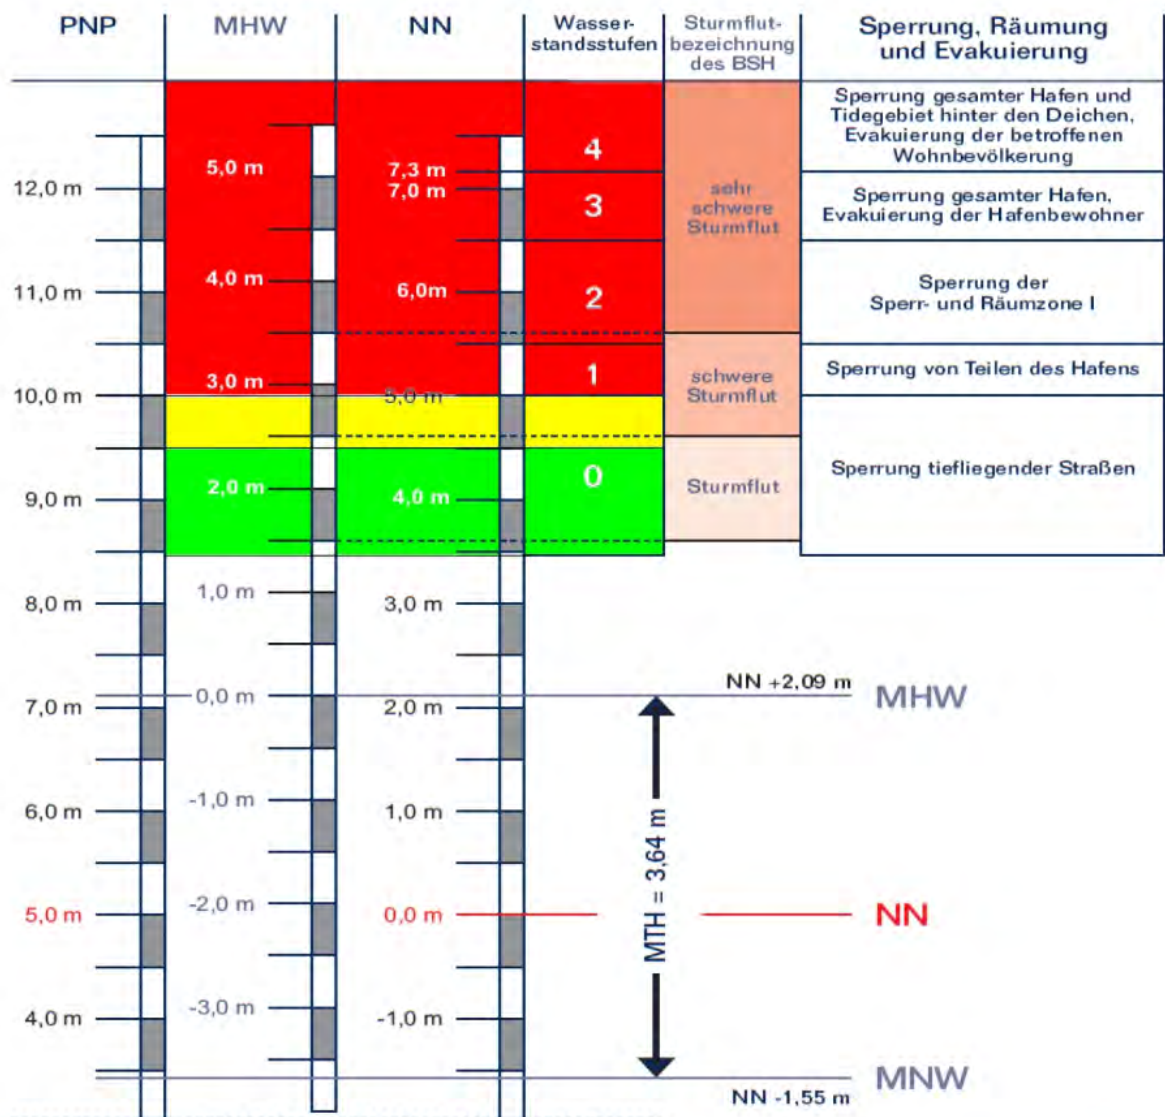 PNP
MHW
NN
Wasser-
standsstufen
Sturmflut-
bezeichnung
des BSH
Sperrung, Räumung
und Evakuierung
Sperrung gesamter Hafen und
Tidegebiet hinter den Deichen,
Evakuierung der betroffenen
Wohnbevölkerung
4
5,0 m
7,3 m
12,0 m
7,0 m
3
sehr
schwere
Sturmflut
Sperrung gesamter Hafen,
Evakuierung der Hafenbewohner
4,0 m
11,0 m
6,0m
2
Sperrung der
Sperr- und Räumzone I
3,0 m
10,0 m
5,0 m
1
schwere
Sturmflut
Sperrung von Teilen des Hafens
2,0 m
9,0 m
4,0 m
0
Sturmflut
Sperrung tiefliegender Straßen
1,0 m
8,0 m
3,0 m
0,0 m
NN +2,09 m
MHW
7,0 m
2,0 m
-1,0 m
6,0 m
1,0 m
MTH = 3,64 m
-2,0 m
5,0 m
0,0 m
NN
-3,0 m
4,0 m
-1,0 m
MNW
NN -1,55 m